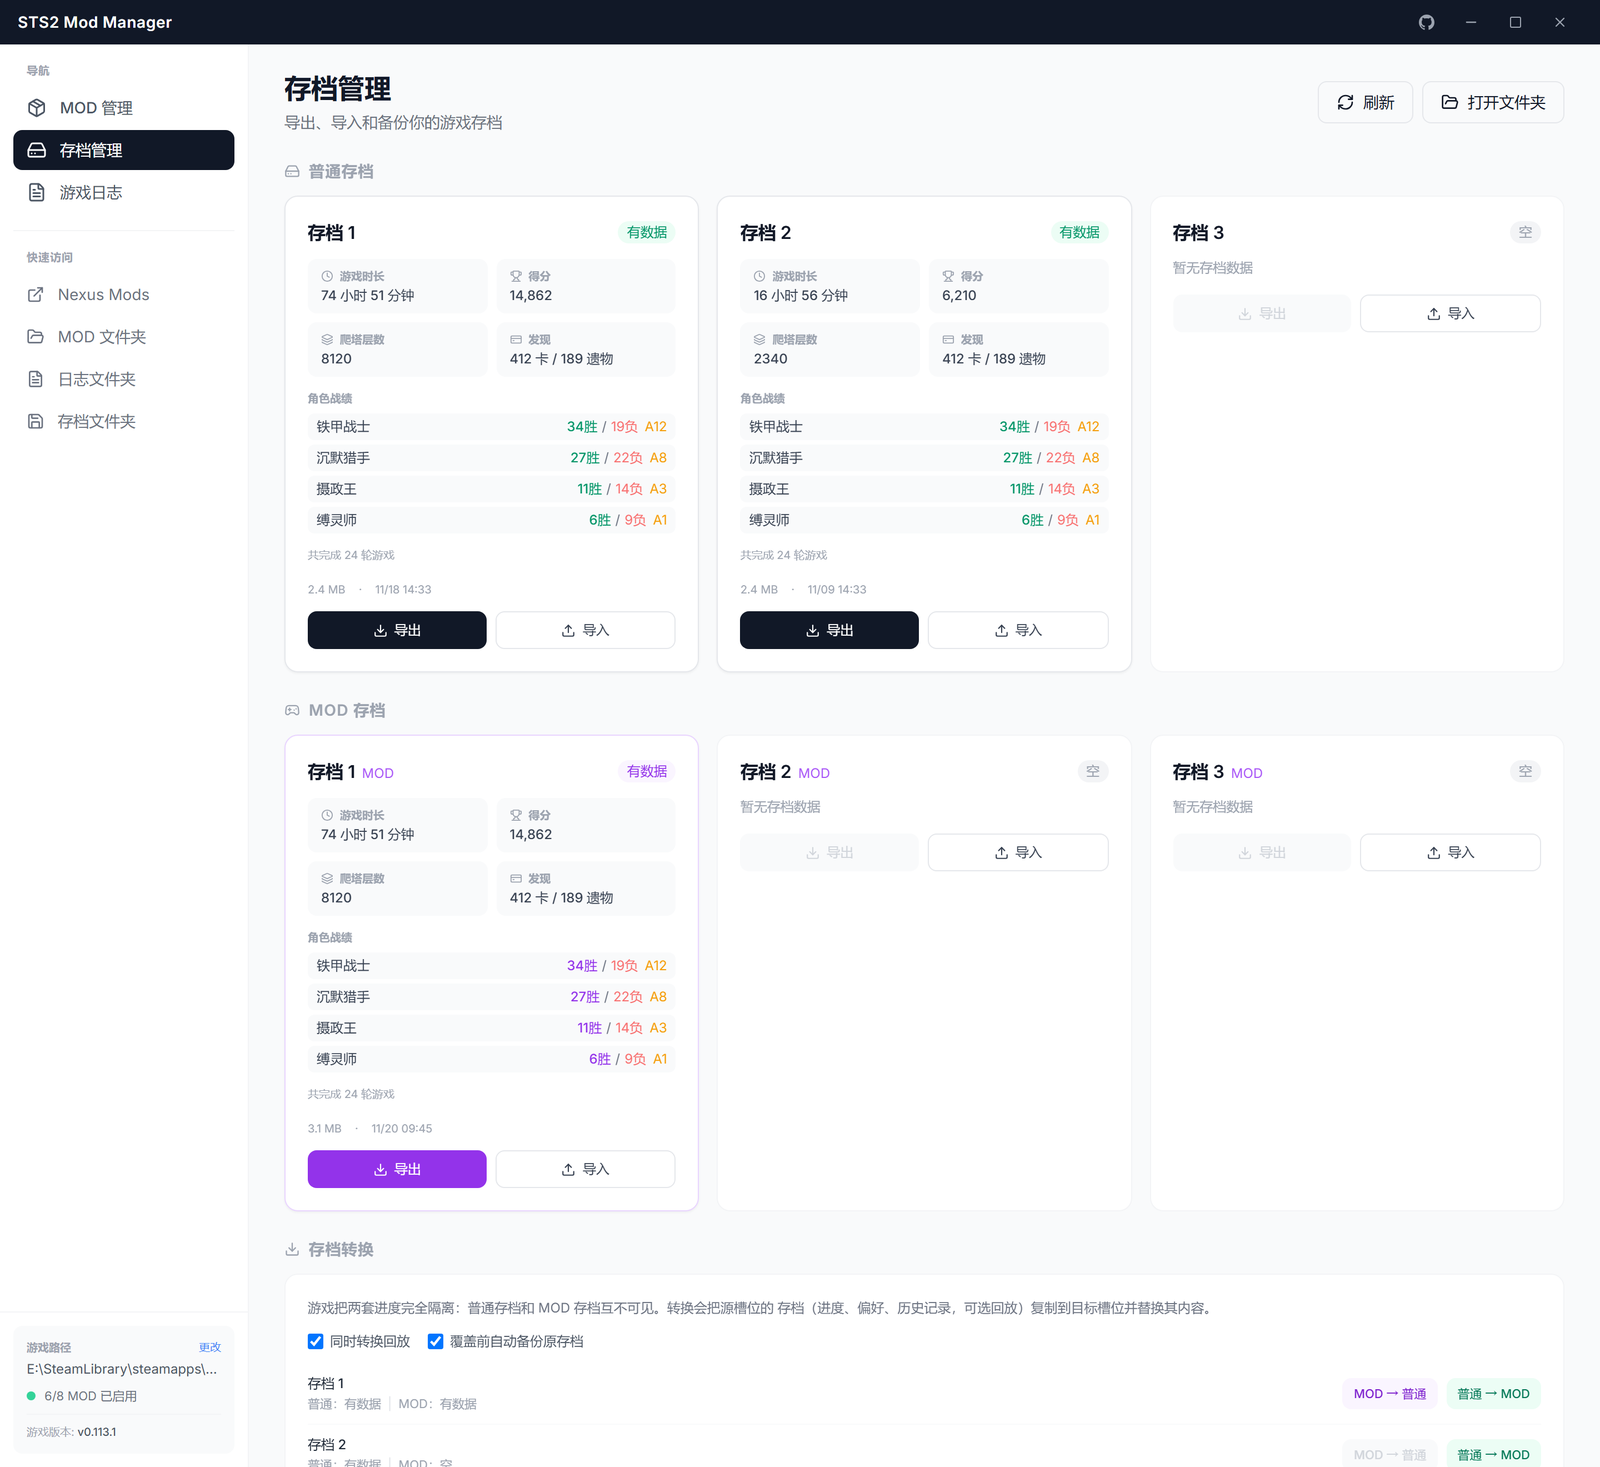 STS2 Mod Manager
导航
MOD 管理
存档管理
游戏日志
快速访问
Nexus Mods
MOD 文件夹
日志文件夹
存档文件夹
游戏路径
更改
E:\SteamLibrary\steamapps\...
6/8 MOD 已启用
游戏版本: v0.113.1
存档管理
导出、导入和备份你的游戏存档
刷新
打开文件夹
普通存档
存档 1
有数据
游戏时长
74 小时 51 分钟
得分
14,862
爬塔层数
8120
发现
412 卡 / 189 遗物
角色战绩
铁甲战士 34胜 / 19负 A12
沉默猎手 27胜 / 22负 A8
摄政王 11胜 / 14负 A3
缚灵师 6胜 / 9负 A1
共完成 24 轮游戏
2.4 MB · 11/18 14:33
导出
导入
存档 2
有数据
游戏时长
16 小时 56 分钟
得分
6,210
爬塔层数
2340
发现
412 卡 / 189 遗物
角色战绩
铁甲战士 34胜 / 19负 A12
沉默猎手 27胜 / 22负 A8
摄政王 11胜 / 14负 A3
缚灵师 6胜 / 9负 A1
共完成 24 轮游戏
2.4 MB · 11/09 14:33
导出
导入
存档 3
空
暂无存档数据
导出
导入
MOD 存档
存档 1 MOD
有数据
游戏时长
74 小时 51 分钟
得分
14,862
爬塔层数
8120
发现
412 卡 / 189 遗物
角色战绩
铁甲战士 34胜 / 19负 A12
沉默猎手 27胜 / 22负 A8
摄政王 11胜 / 14负 A3
缚灵师 6胜 / 9负 A1
共完成 24 轮游戏
3.1 MB · 11/20 09:45
导出
导入
存档 2 MOD
空
暂无存档数据
导出
导入
存档 3 MOD
空
暂无存档数据
导出
导入
存档转换
游戏把两套进度完全隔离：普通存档和 MOD 存档互不可见。转换会把源槽位的 存档（进度、偏好、历史记录，可选回放）复制到目标槽位并替换其内容。
同时转换回放
覆盖前自动备份原存档
存档 1
普通：有数据 | MOD：有数据
MOD → 普通
普通 → MOD
存档 2
普通：有数据 | MOD：空
MOD → 普通
普通 → MOD